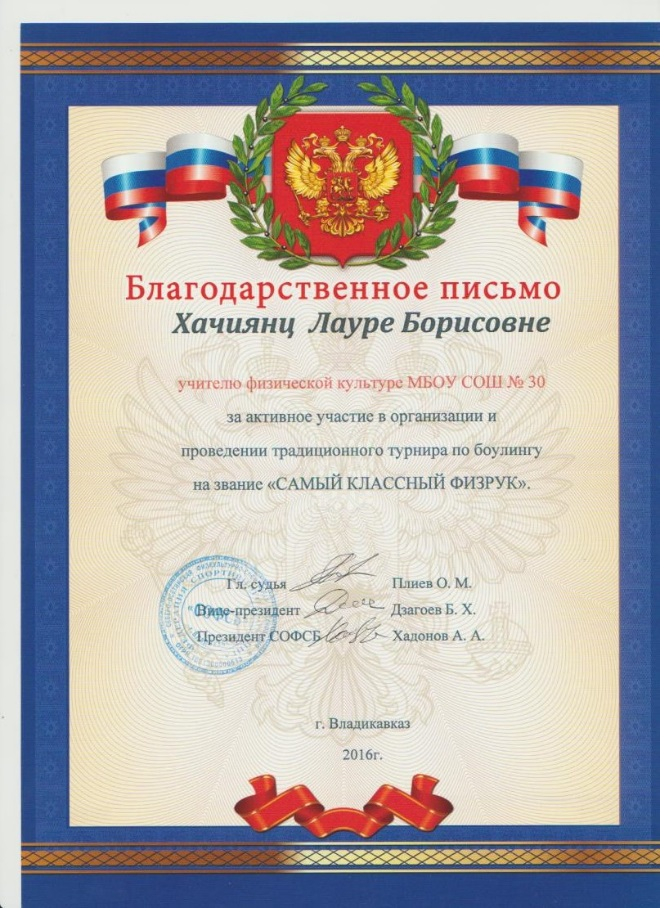 Благодарственное письмо
Хачиянц Лауре Борисовне
учителю физической культуре МБОУ СОШ № 30
за активное участие в организации и
проведении традиционного турнира по боулингу
на звание «САМЫЙ КЛАССНЫЙ ФИЗРУК».
Гл. судья Плиев О. М.
Вице-президент Дзагоев Б. Х.
Президент СОФСБ Хадонов А. А.
г. Владикавказ
2016г.